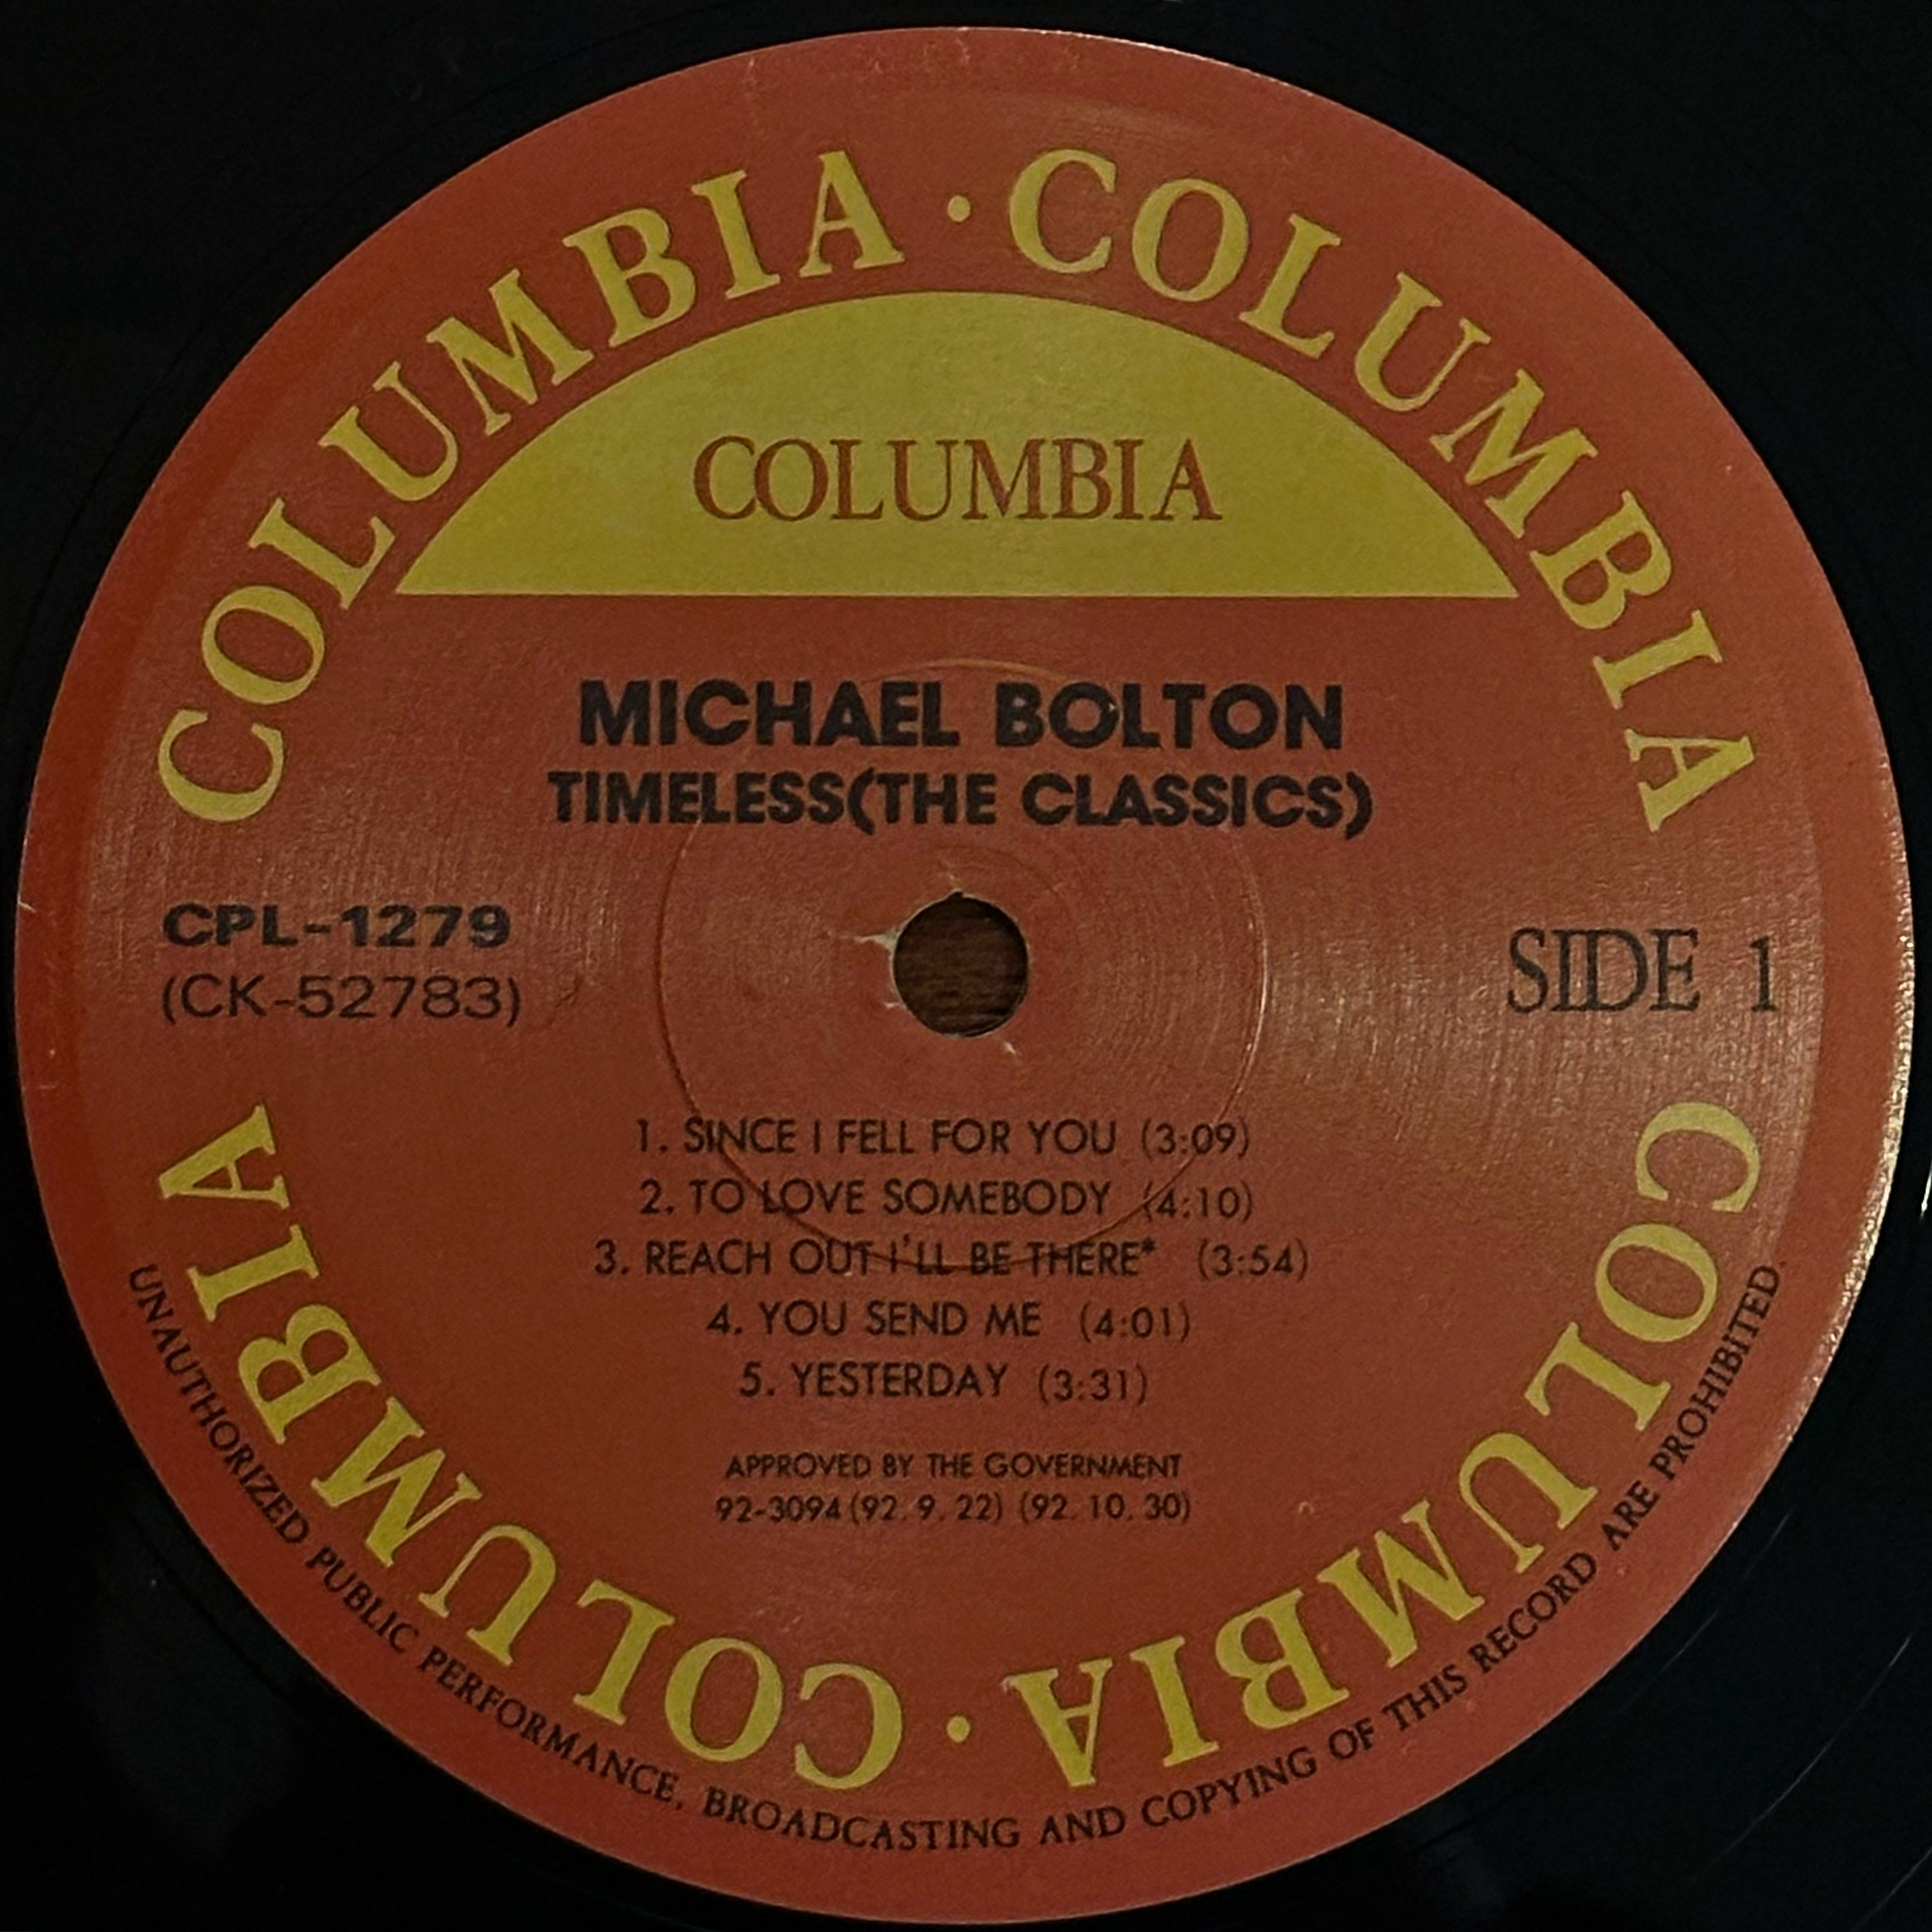 COLUMBIA · COLUMBIA
COLUMBIA
MICHAEL BOLTON
TIMELESS(THE CLASSICS)
CPL-1279
(CK-52783)
SIDE 1
1. SINCE I FELL FOR YOU (3:09)
2. TO LOVE SOMEBODY (4:10)
3. REACH OUT I'LL BE THERE* (3:54)
4. YOU SEND ME (4:01)
5. YESTERDAY (3:31)
APPROVED BY THE GOVERNMENT
92-3094 (92. 9. 22) (92. 10. 30)
COLUMBIA · COLUMBIA
UNAUTHORIZED PUBLIC PERFORMANCE, BROADCASTING AND COPYING OF THIS RECORD ARE PROHIBITED.